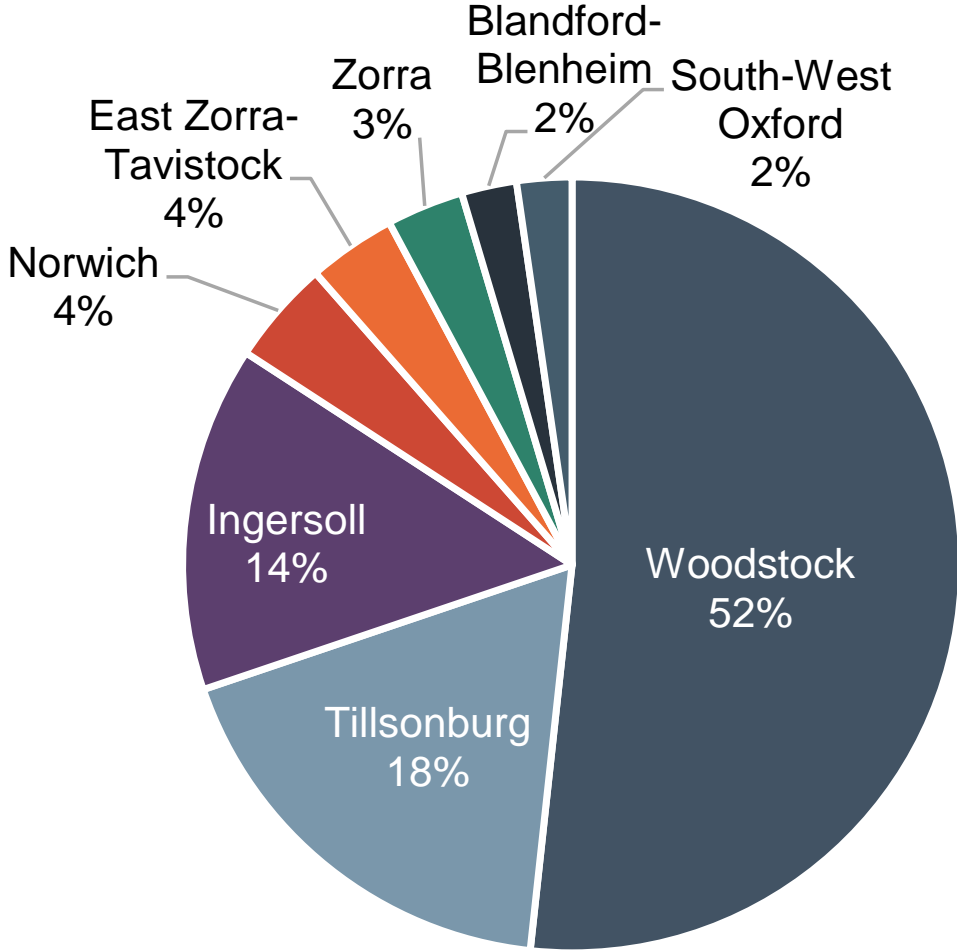 Blandford-
Blenheim
2%
South-West
Oxford
2%
Zorra
3%
East Zorra-
Tavistock
4%
Norwich
4%
Ingersoll
14%
Woodstock
52%
Tillsonburg
18%